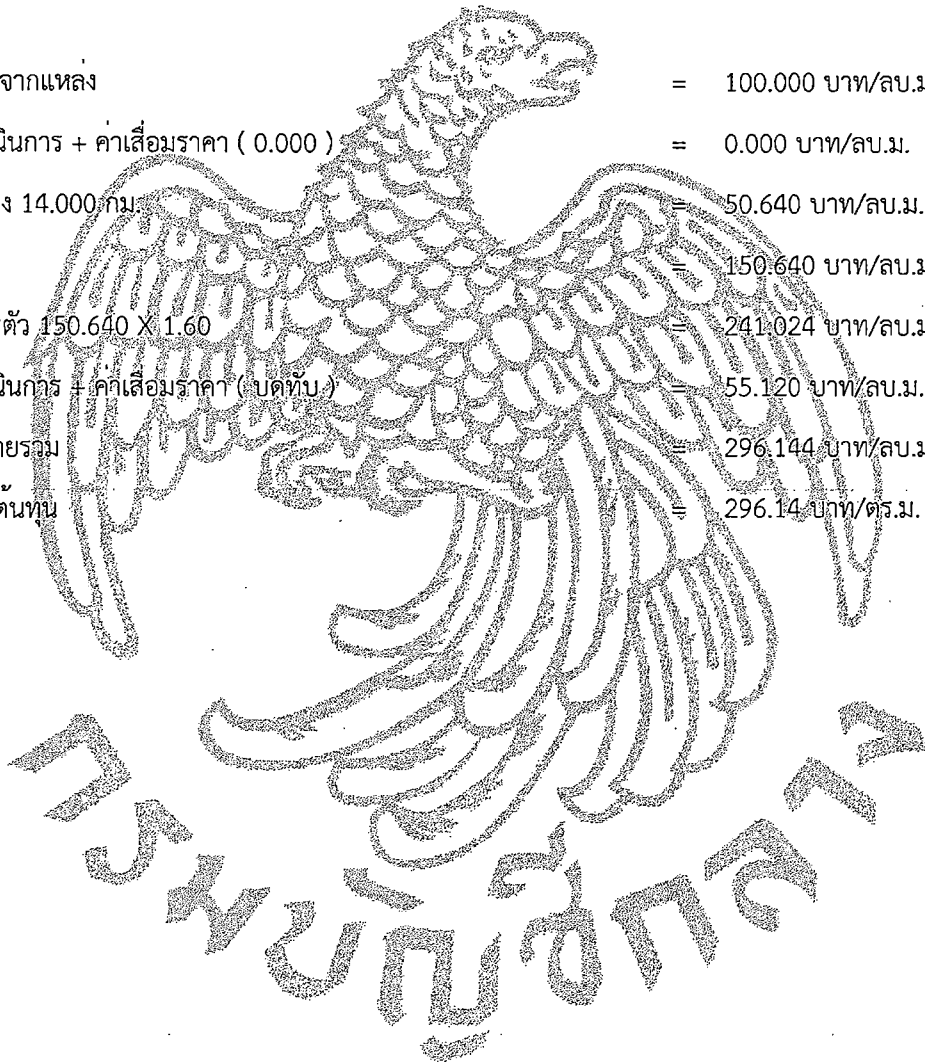 จากแหล่ง = 100.000 บาท/ลบ.ม
นินการ + ค่าเสื่อมราคา ( 0.000 ) = 0.000 บาท/ลบ.ม.
ง 14.000 กม. = 50.640 บาท/ลบ.ม.
= 150.640 บาท/ลบ.ม
ตัว 150.640 X 1.60 = 241.024 บาท/ลบ.ม
นินการ + ค่าเสื่อมราคา ( บดทับ ) = 55.120 บาท/ลบ.ม.
ายรวม = 296.144 บาท/ลบ.ม
ต้นทุน = 296.14 บาท/ตร.ม.
กรมบัญชีกลาง